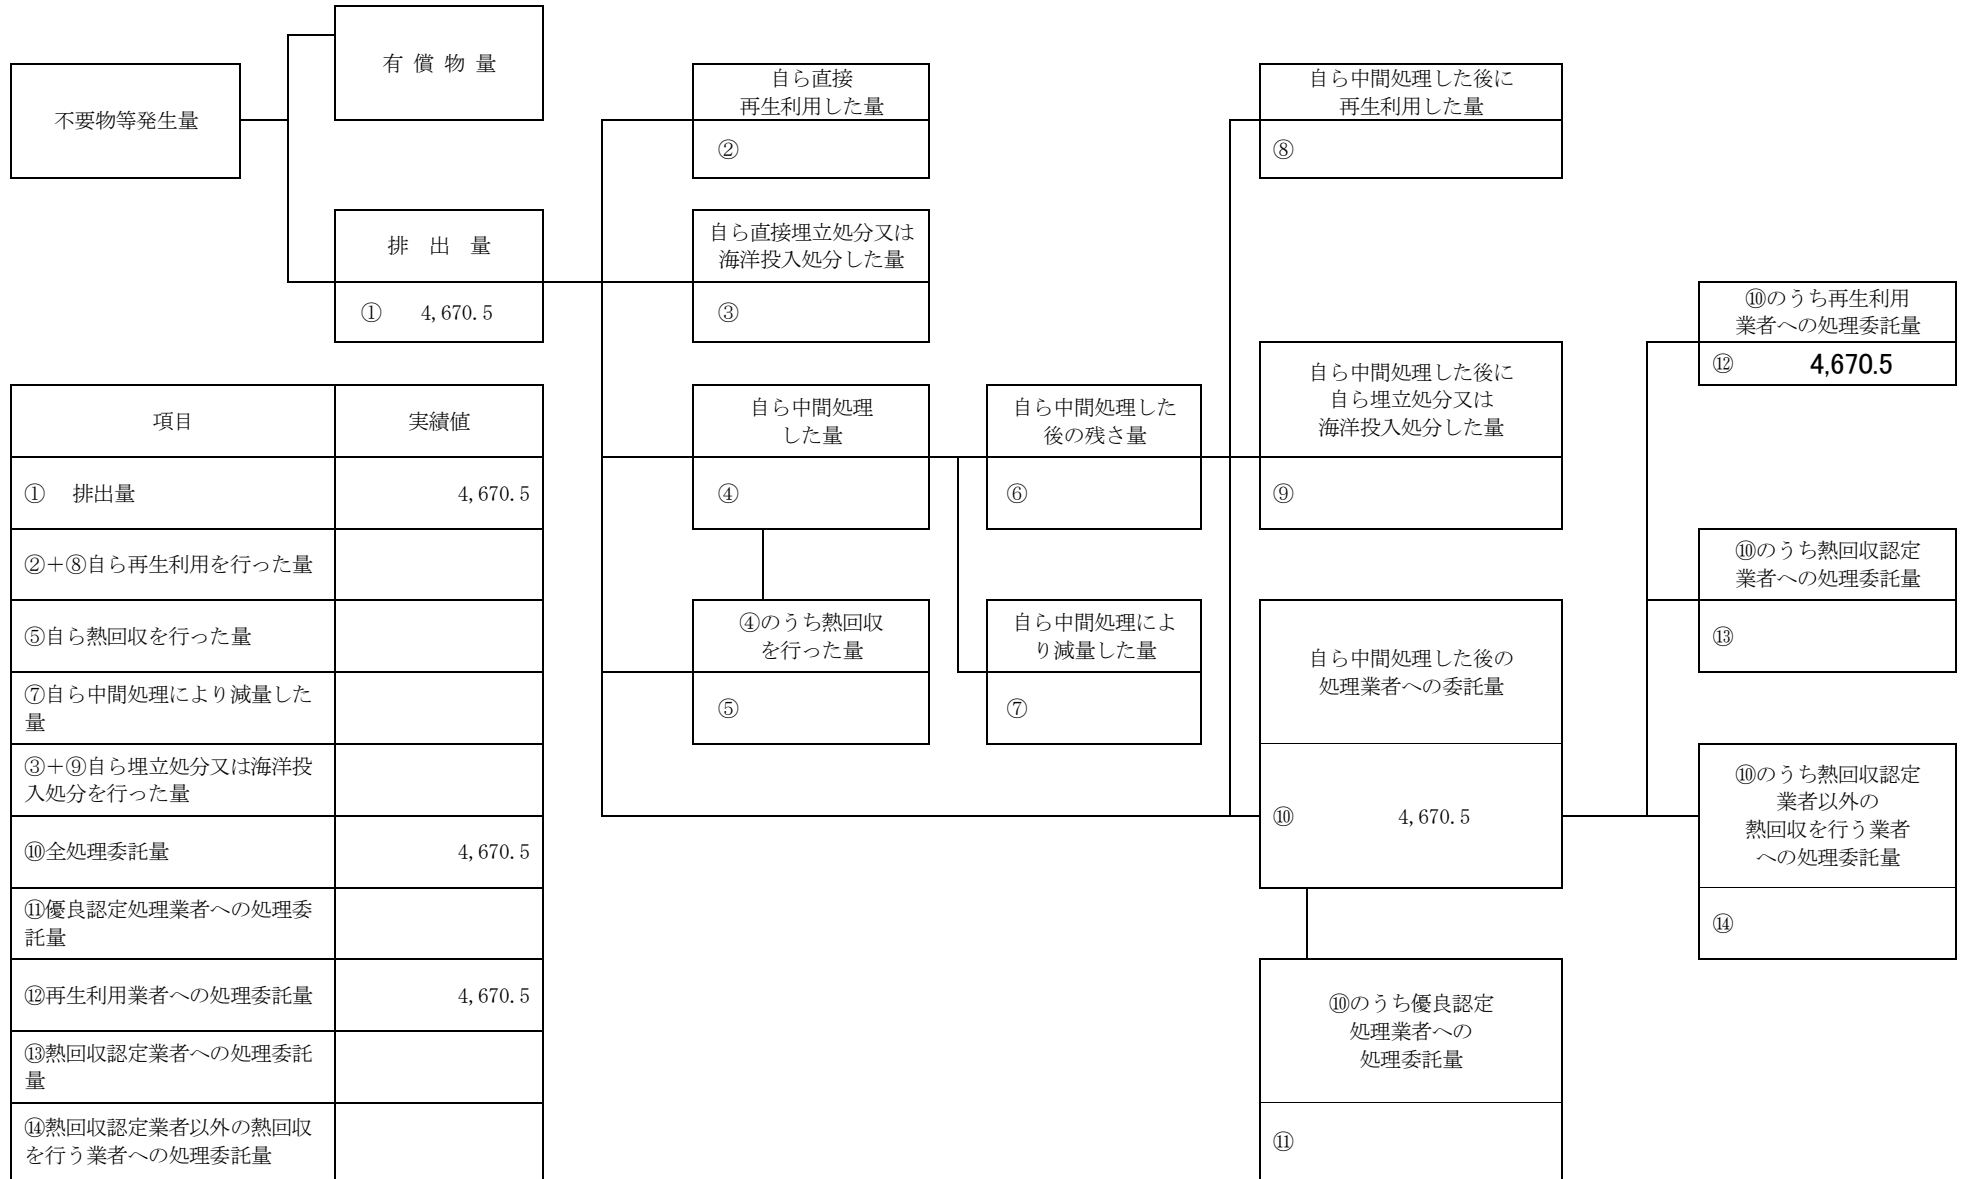 有 償 物 量
不要物等発生量
自ら直接
再生利用した量
②
自ら中間処理した後に
再生利用した量
⑧
排 出 量
① 4,670.5
自ら直接埋立処分又は
海洋投入処分した量
③
⑩のうち再生利用
業者への処理委託量
⑫ 4,670.5
自ら中間処理
した量
④
自ら中間処理した
後の残さ量
⑥
自ら中間処理した後に
自ら埋立処分又は
海洋投入処分した量
⑨
⑩のうち熱回収認定
業者への処理委託量
⑬
④のうち熱回収
を行った量
⑤
自ら中間処理によ
り減量した量
⑦
自ら中間処理した後の
処理業者への委託量
⑩ 4,670.5
⑩のうち熱回収認定
業者以外の
熱回収を行う業者
への処理委託量
⑭
⑩のうち優良認定
処理業者への
処理委託量
⑪
項目 実績値
① 排出量 4,670.5
②＋⑧自ら再生利用を行った量
⑤自ら熱回収を行った量
⑦自ら中間処理により減量した
量
③＋⑨自ら埋立処分又は海洋投
入処分を行った量
⑩全処理委託量 4,670.5
⑪優良認定処理業者への処理委
託量
⑫再生利用業者への処理委託量 4,670.5
⑬熱回収認定業者への処理委託
量
⑭熱回収認定業者以外の熱回収
を行う業者への処理委託量